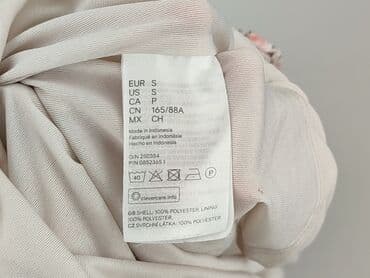 EUR S
US S
CA P
CN 165/88A
MX CH
Made in Indonesia
Fabriqué en Indonésie
Hecho en Indonesia
O/N 250554
P/N 0852365 1
40 P
clevercare.info
GB SHELL: 100% POLYESTER, LINING:
100% POLYESTER
CZ SVRCHNÍ LÁTKA: 100% POLYESTER